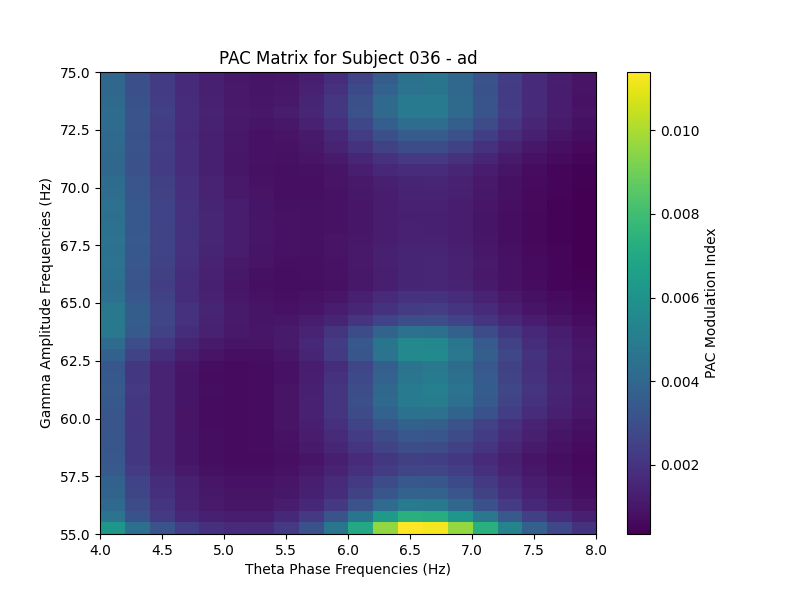 PAC Matrix for Subject 036 - ad
75.0
72.5
70.0
67.5
65.0
62.5
60.0
57.5
55.0
Gamma Amplitude Frequencies (Hz)
4.0 4.5 5.0 5.5 6.0 6.5 7.0 7.5 8.0
Theta Phase Frequencies (Hz)
0.010
0.008
0.006
0.004
0.002
PAC Modulation Index